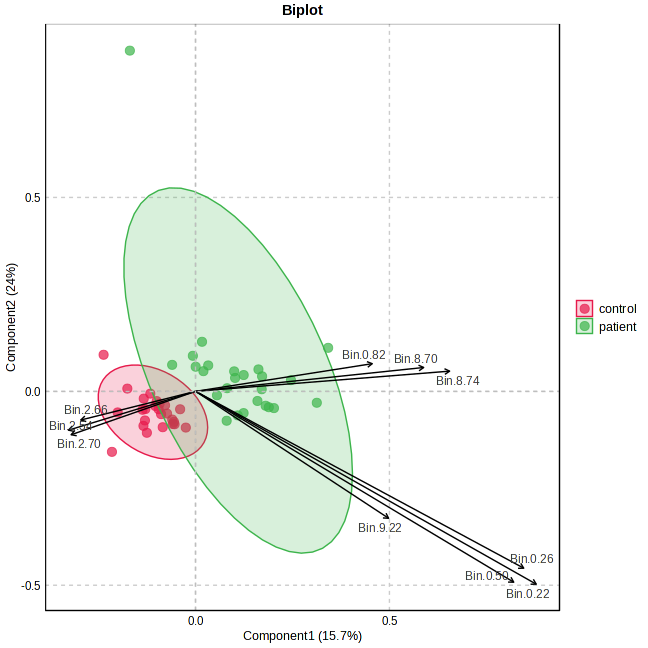 Biplot
Component2 (24%)
0.5
0.0
-0.5
Bin.0.82
Bin.8.70
Bin.8.74
Bin.2.66
Bin.2.54
Bin.2.70
Bin.9.22
Bin.0.26
Bin.0.50
Bin.0.22
control
patient
0.0
0.5
Component1 (15.7%)